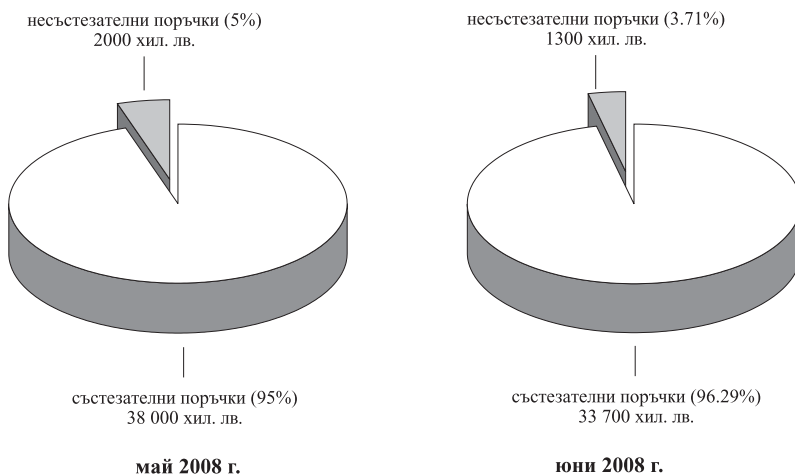 несъстезателни поръчки (5%)
2000 хил. лв.
несъстезателни поръчки (3.71%)
1300 хил. лв.
състезателни поръчки (95%)
38 000 хил. лв.
състезателни поръчки (96.29%)
33 700 хил. лв.
май 2008 г.
юни 2008 г.